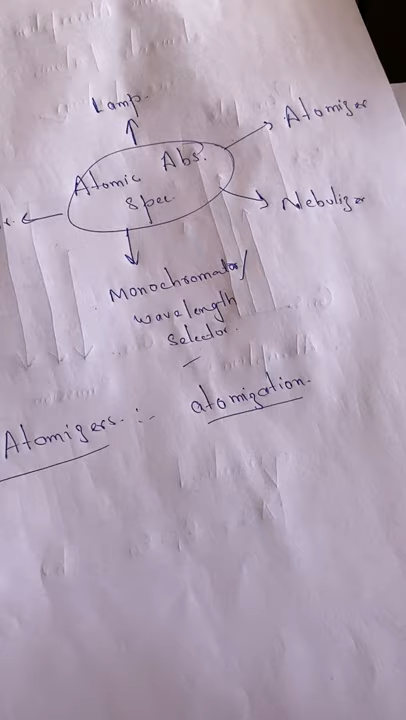 Lamp.
Atomizer
Atomic Abs.
Spec.
Nebulizer
Monochromator/
wavelength
selector.
Atomizers :-
atomization.